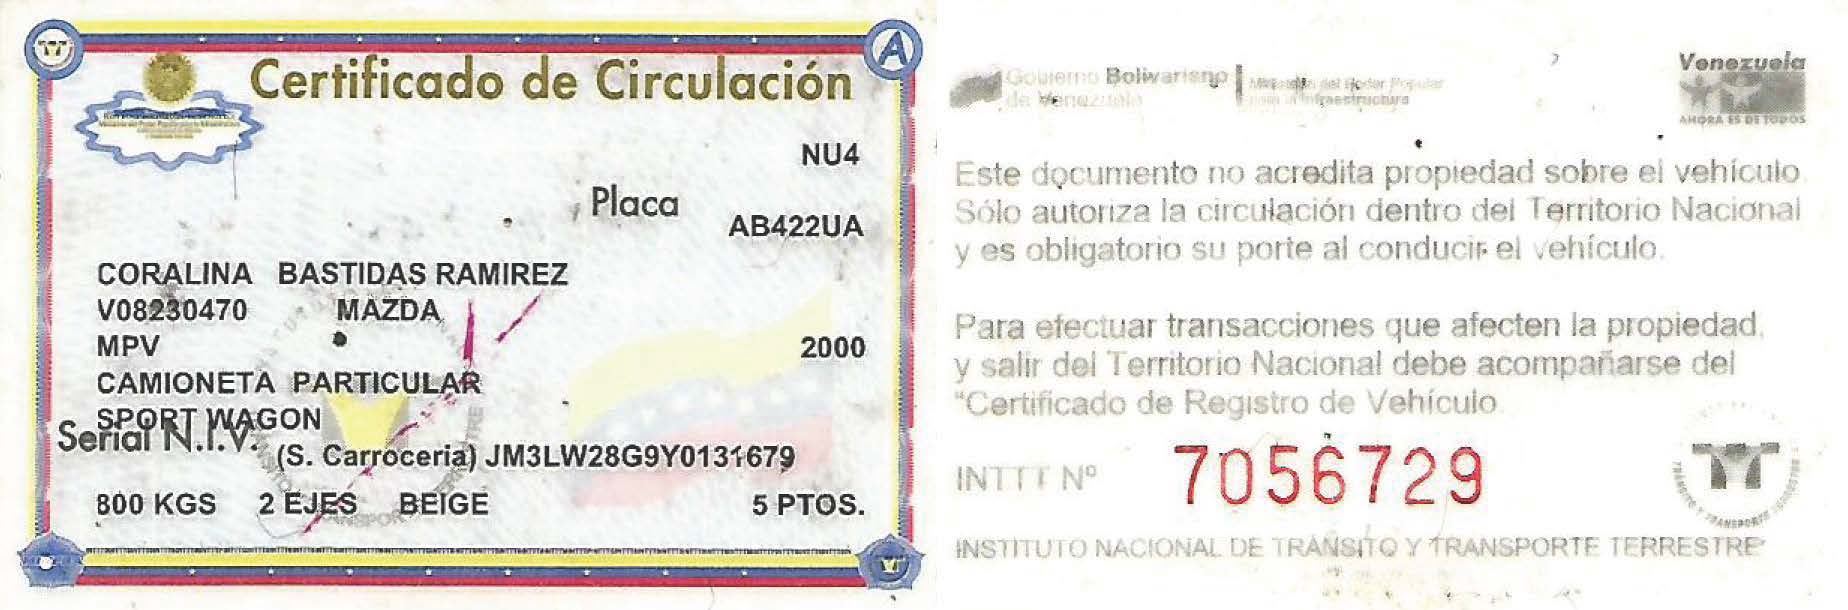 Certificado de Circulación
NU4
Placa
AB422UA
CORALINA BASTIDAS RAMIREZ
V08230470 MAZDA
MPV 2000
CAMIONETA PARTICULAR
SPORT WAGON
Serial N.I.V. (S. Carroceria) JM3LW28G9Y0131679
800 KGS 2 EJES BEIGE 5 PTOS.
A
Gobierno Bolivariano de Venezuela
Ministerio del Poder Popular para la Infraestructura
Venezuela
AHORA ES DE TODOS
Este documento no acredita propiedad sobre el vehículo
Sólo autoriza la circulación dentro del Territorio Nacional
y es obligatorio su porte al conducir el vehículo.
Para efectuar transacciones que afecten la propiedad,
y salir del Territorio Nacional debe acompañarse del
"Certificado de Registro de Vehículo
INTTT Nº 7056729
INSTITUTO NACIONAL DE TRANSITO Y TRANSPORTE TERRESTRE